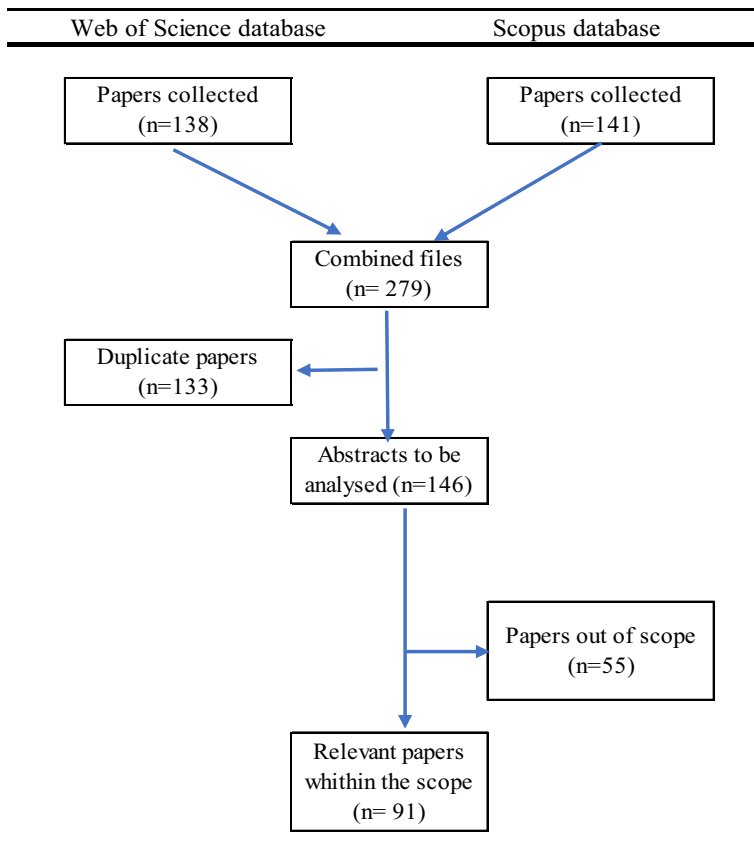 Web of Science database
Scopus database
Papers collected
(n=138)
Papers collected
(n=141)
Combined files
(n= 279)
Duplicate papers
(n=133)
Abstracts to be
analysed (n=146)
Papers out of scope
(n=55)
Relevant papers
whithin the scope
(n= 91)